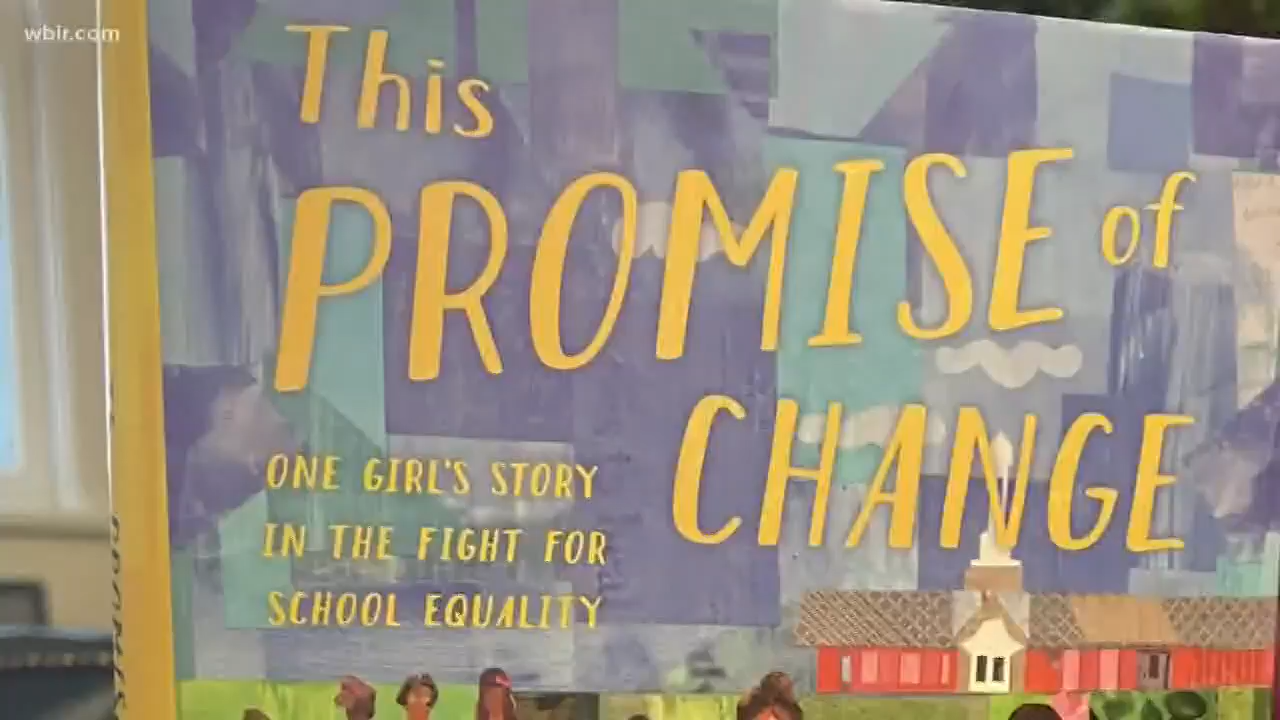 wbir.com
This
PROMISE of
CHANGE
ONE GIRL'S STORY
IN THE FIGHT FOR
SCHOOL EQUALITY